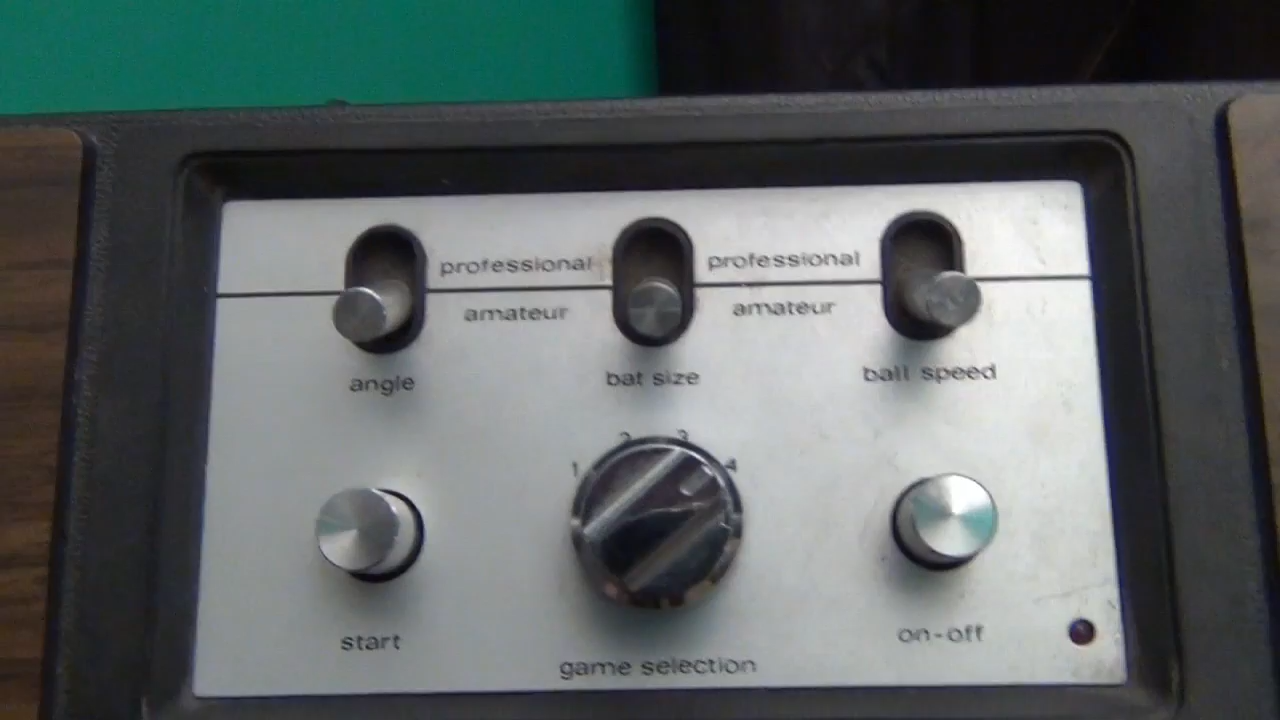 professional professional
amateur amateur
angle bat size ball speed
1 2 3 4
start game selection on-off